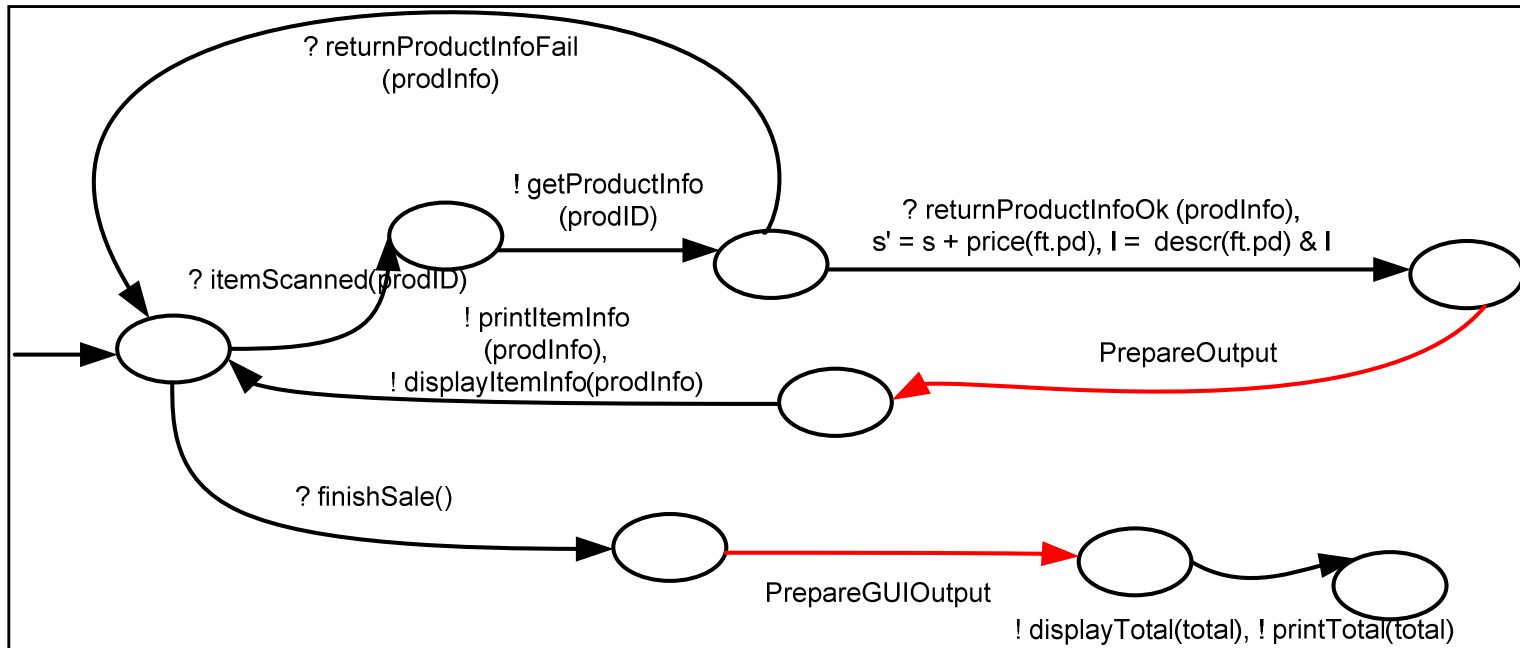 ? returnProductInfoFail
(prodInfo)
! getProductInfo
(prodID)
? returnProductInfoOk (prodInfo),
s' = s + price(ft.pd), l = descr(ft.pd) & l
? itemScanned(prodID)
! printItemInfo
(prodInfo),
! displayItemInfo(prodInfo)
PrepareOutput
? finishSale()
PrepareGUIOutput
! displayTotal(total), ! printTotal(total)